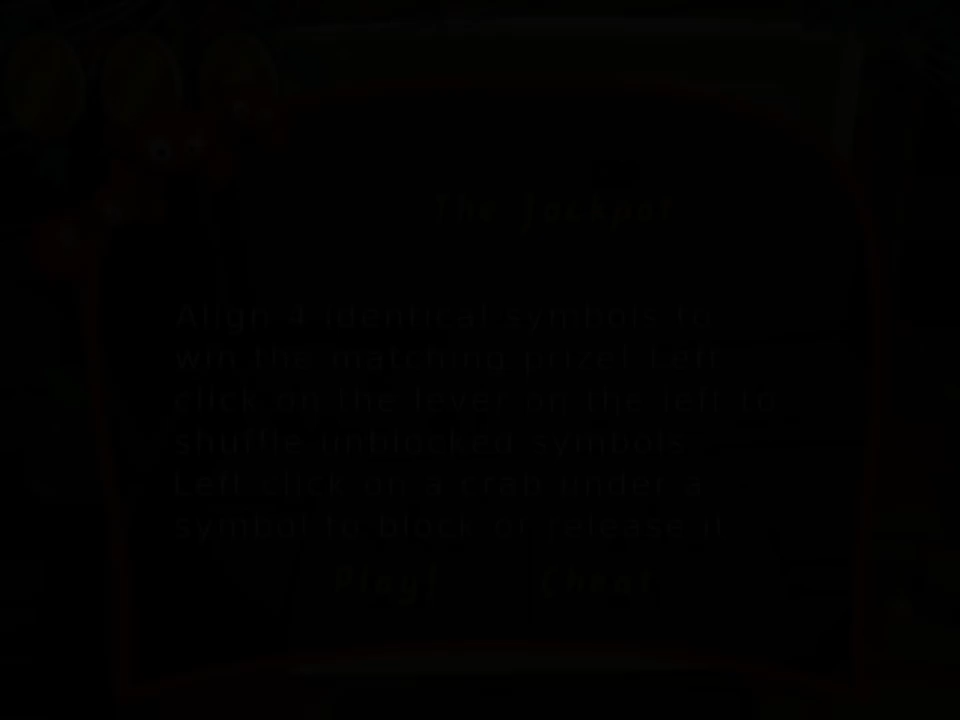 The Jackpot
Align 4 identical symbols to
win the matching prize! Left
click on the lever on the left to
shuffle unblocked symbols.
Left click on a crab under a
symbol to block or release it.
Play!
Cheat